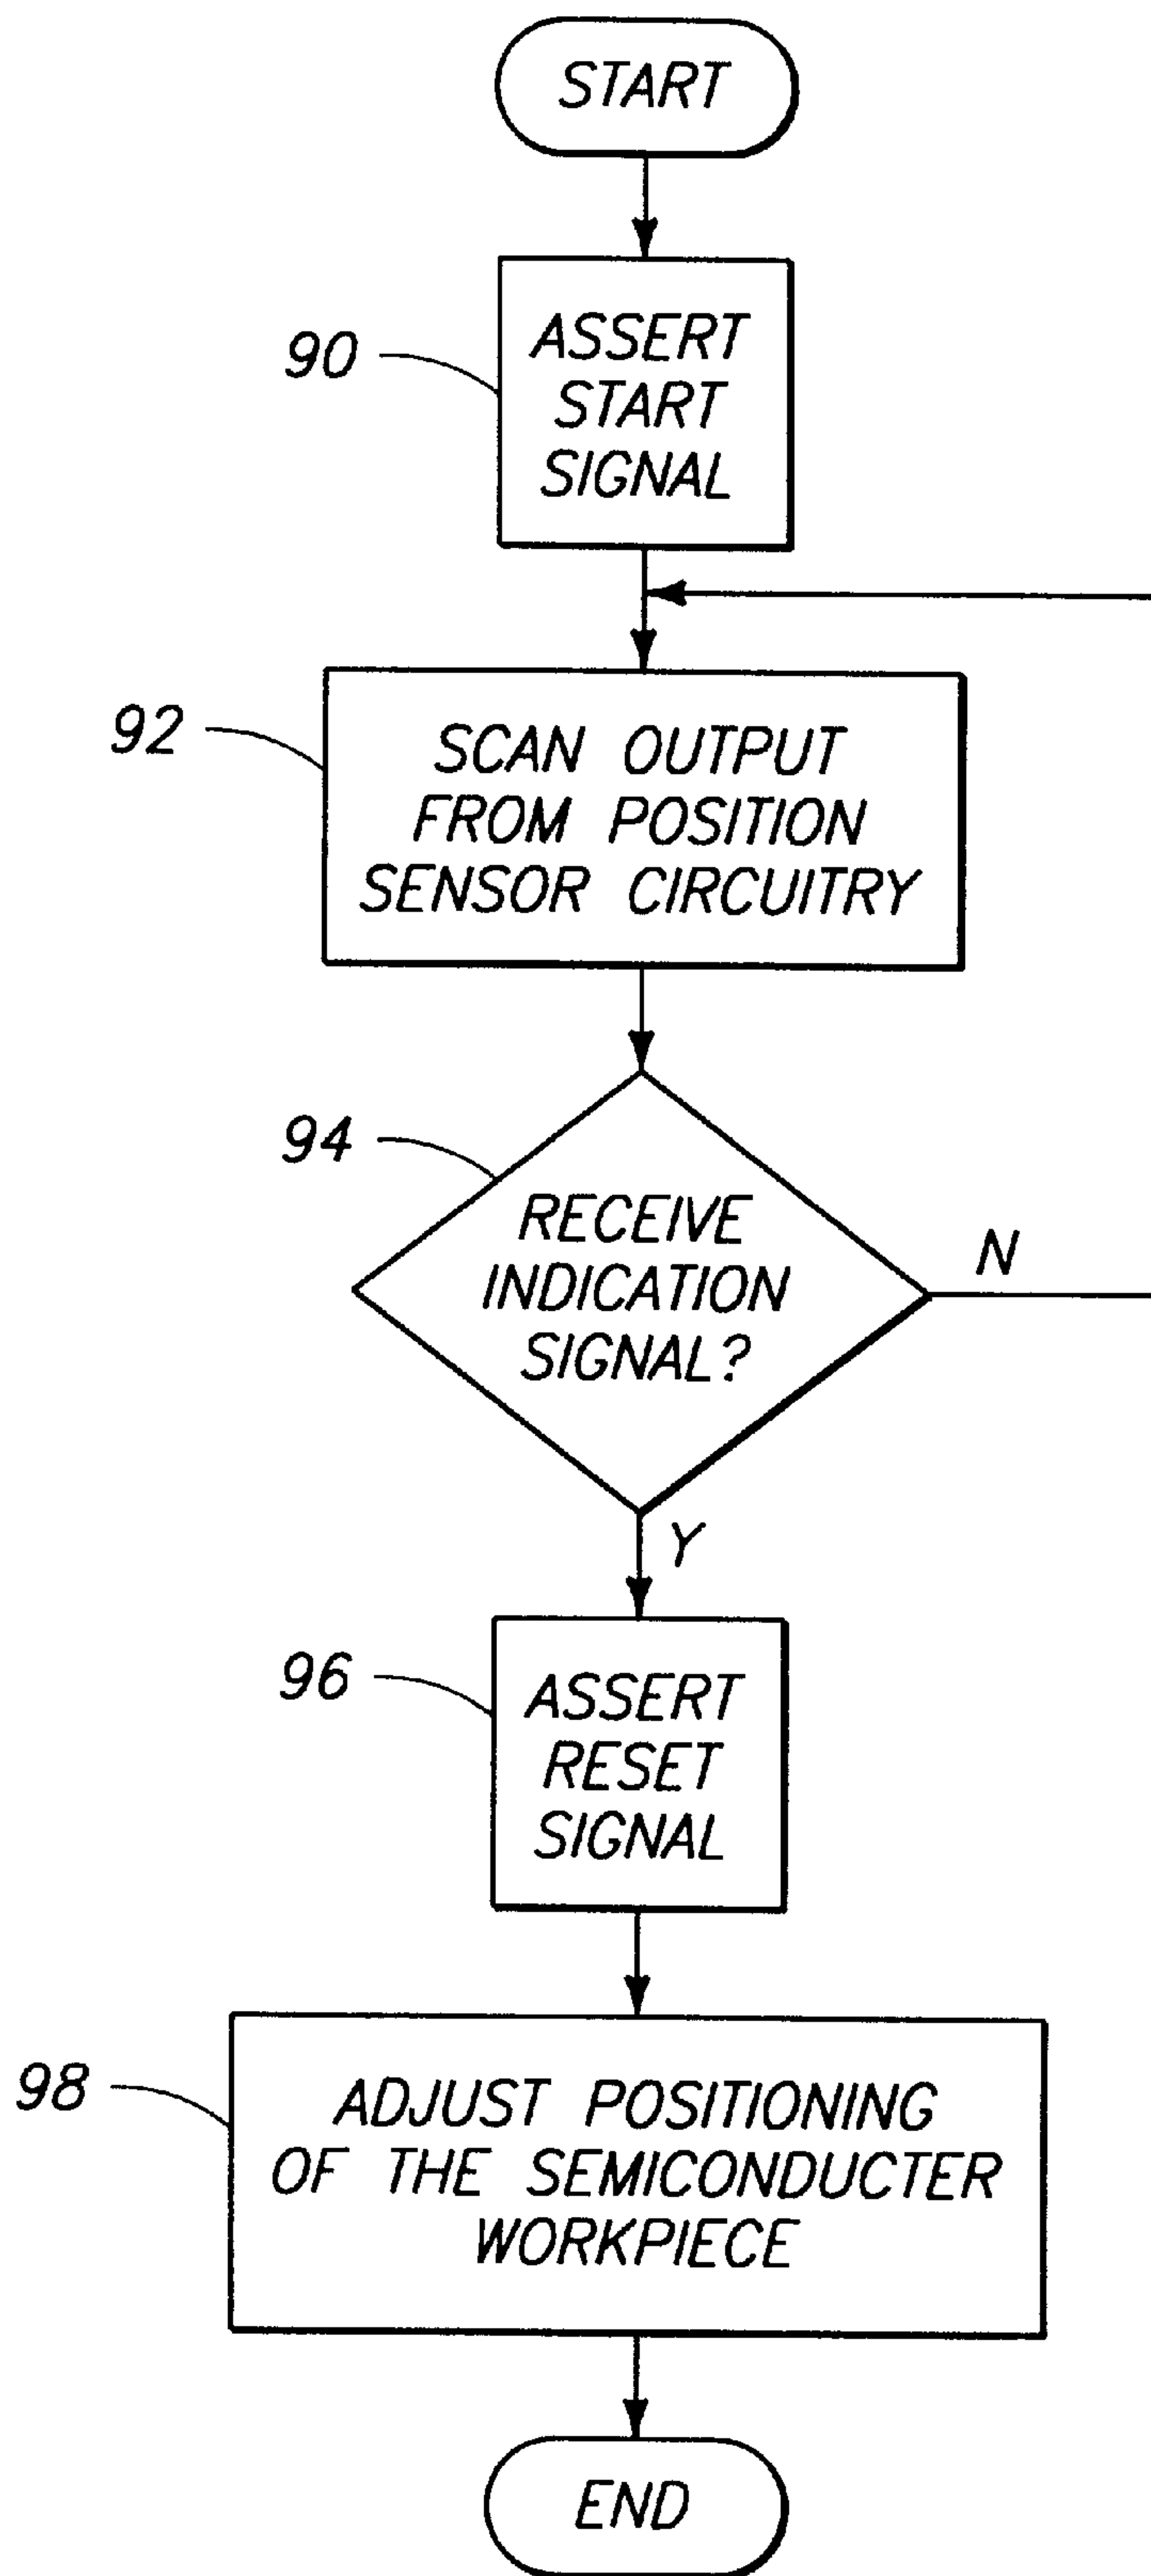 START
90
ASSERT
START
SIGNAL
92
SCAN OUTPUT
FROM POSITION
SENSOR CIRCUITRY
94
RECEIVE
INDICATION
SIGNAL?
N
Y
96
ASSERT
RESET
SIGNAL
98
ADJUST POSITIONING
OF THE SEMICONDUCTER
WORKPIECE
END